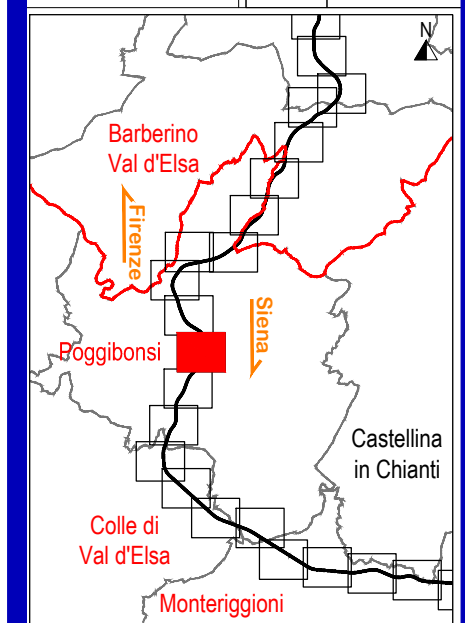 N
Barberino
Val d'Elsa
Firenze
Siena
Poggibonsi
Castellina
in Chianti
Colle di
Val d'Elsa
Monteriggioni